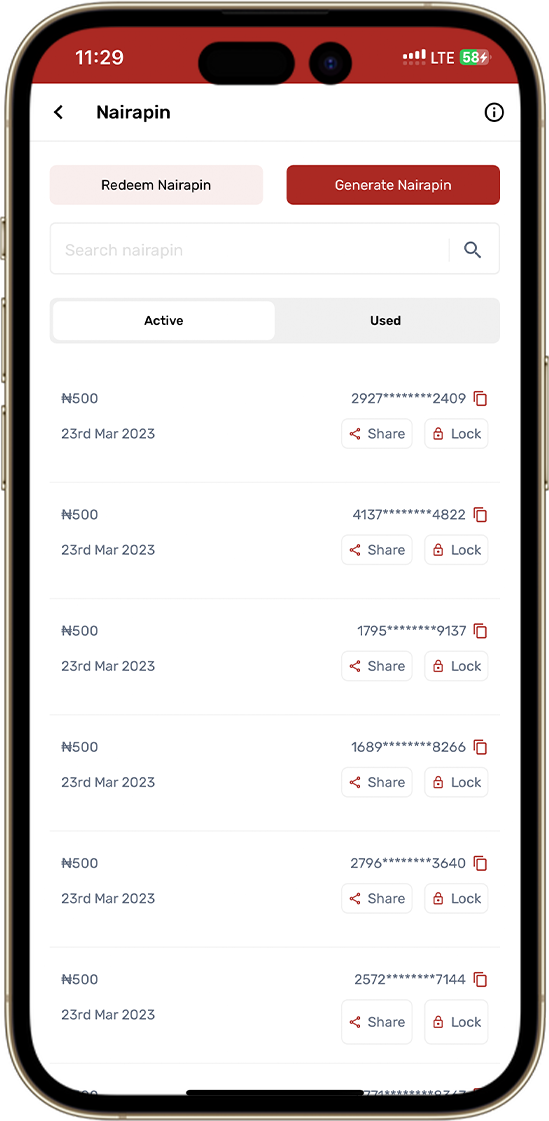 11:29 LTE 58
Nairapin
Redeem Nairapin Generate Nairapin
Search nairapin
Active Used
₦500 2927********2409
23rd Mar 2023 Share Lock
₦500 4137********4822
23rd Mar 2023 Share Lock
₦500 1795********9137
23rd Mar 2023 Share Lock
₦500 1689********8266
23rd Mar 2023 Share Lock
₦500 2796********3640
23rd Mar 2023 Share Lock
₦500 2572********7144
23rd Mar 2023 Share Lock